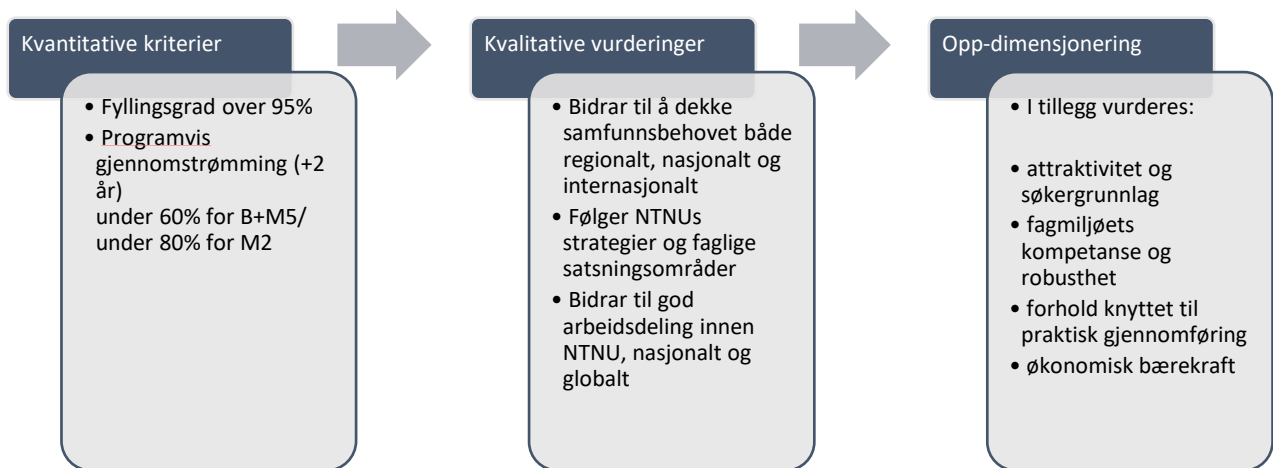 Kvantitative kriterier
• Fyllingsgrad over 95%
• Programvis
gjennomstrømming (+2
år)
under 60% for B+M5/
under 80% for M2
Kvalitative vurderinger
• Bidrar til å dekke
samfunnsbehovet både
regionalt, nasjonalt og
internasjonalt
• Følger NTNUs
strategier og faglige
satsningsområder
• Bidrar til god
arbeidsdeling innen
NTNU, nasjonalt og
globalt
Opp-dimensjonering
• I tillegg vurderes:
• attraktivitet og
søkergrunnlag
• fagmiljøets
kompetanse og
robusthet
• forhold knyttet til
praktisk gjennomføring
• økonomisk bærekraft